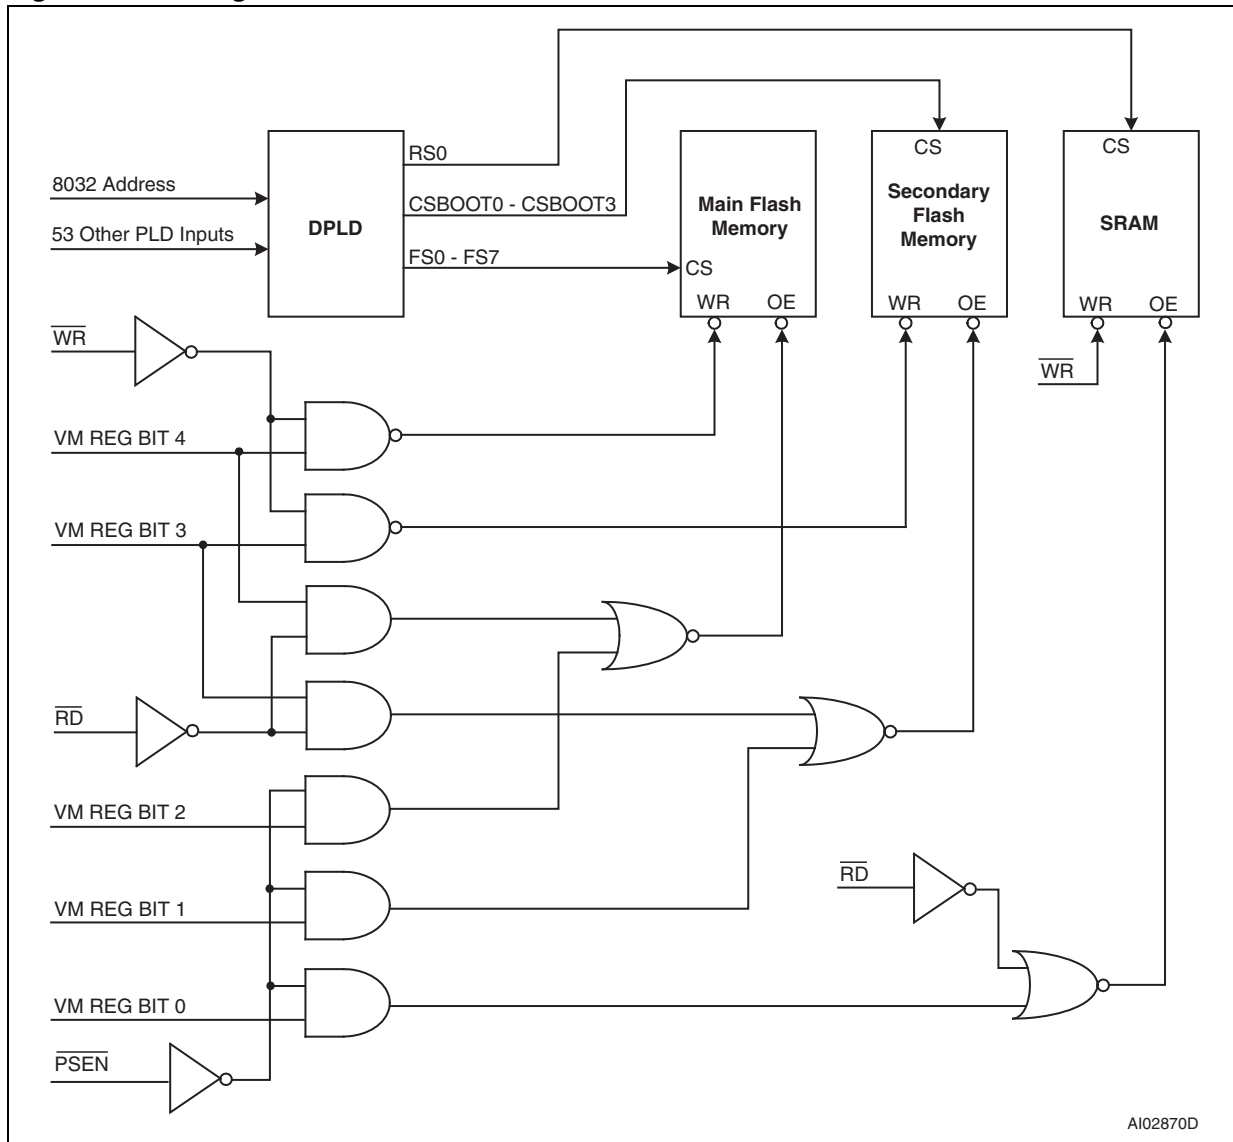 RS0
8032 Address
CSBOOT0 - CSBOOT3
53 Other PLD Inputs
DPLD
FS0 - FS7
CS
Main Flash
Memory
WR OE
CS
Secondary
Flash
Memory
WR OE
CS
SRAM
WR OE
WR
WR
VM REG BIT 4
VM REG BIT 3
RD
VM REG BIT 2
RD
VM REG BIT 1
VM REG BIT 0
PSEN
AI02870D